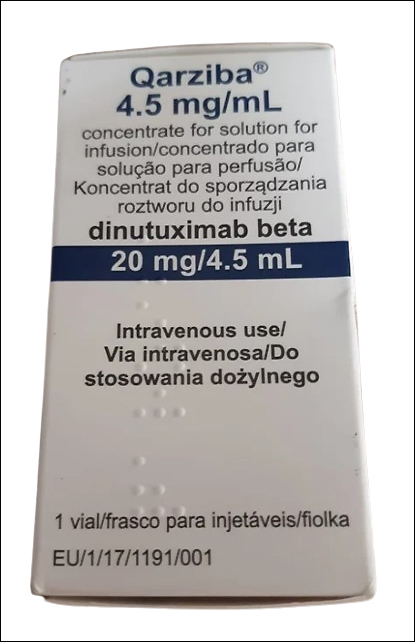 Qarziba®
4.5 mg/mL
concentrate for solution for
infusion/concentrado para
solução para perfusão/
Koncentrat do sporządzania
roztworu do infuzji
dinutuximab beta
20 mg/4.5 mL
Intravenous use/
Via intravenosa/Do
stosowania dożylnego
1 vial/frasco para injetáveis/fiolka
EU/1/17/1191/001